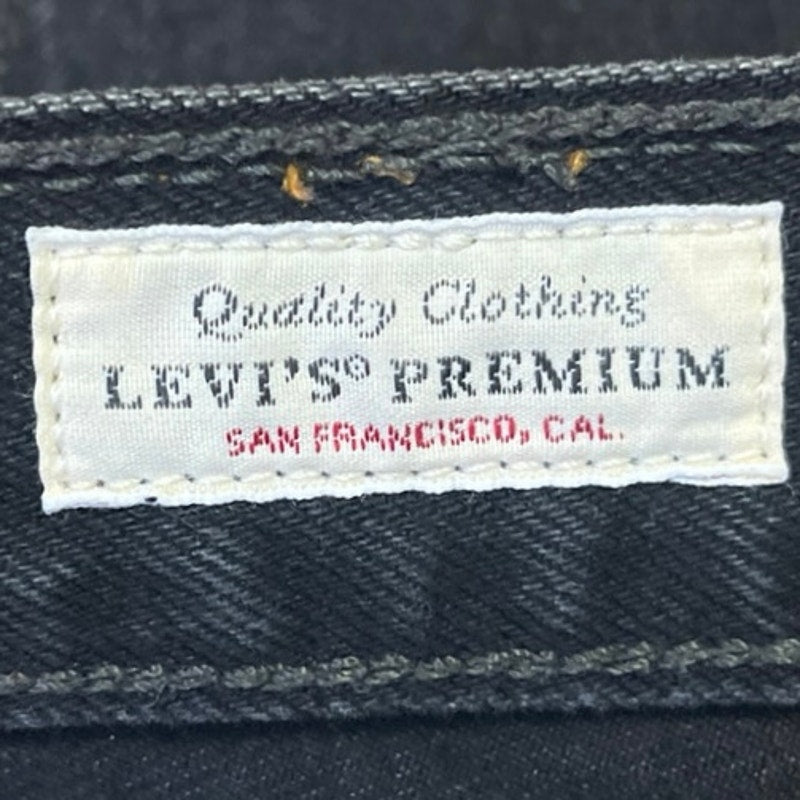 Quality Clothing
LEVI'S® PREMIUM
SAN FRANCISCO, CAL.